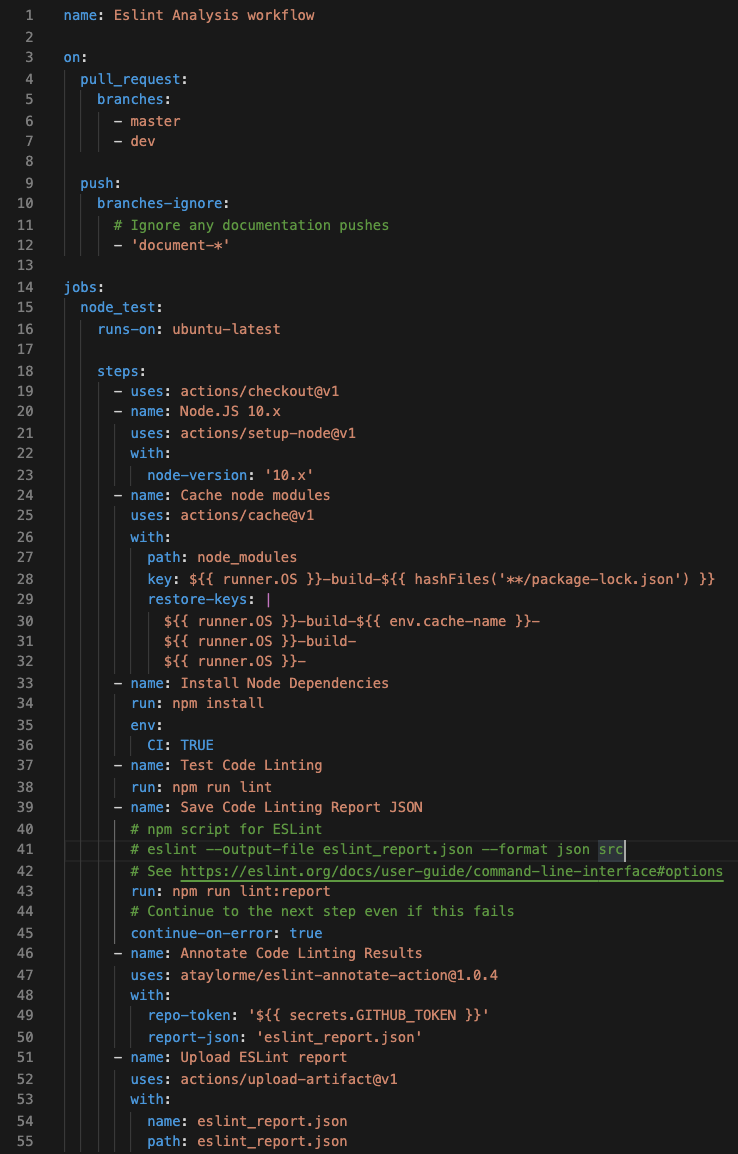 1 name: Eslint Analysis workflow
2
3 on:
4   pull_request:
5     branches:
6       - master
7       - dev
8
9   push:
10     branches-ignore:
11       # Ignore any documentation pushes
12       - 'document-*'
13
14 jobs:
15   node_test:
16     runs-on: ubuntu-latest
17
18     steps:
19       - uses: actions/checkout@v1
20       - name: Node.JS 10.x
21         uses: actions/setup-node@v1
22         with:
23           node-version: '10.x'
24       - name: Cache node modules
25         uses: actions/cache@v1
26         with:
27           path: node_modules
28           key: ${{ runner.OS }}-build-${{ hashFiles('**/package-lock.json') }}
29           restore-keys: |
30             ${{ runner.OS }}-build-${{ env.cache-name }}-
31             ${{ runner.OS }}-build-
32             ${{ runner.OS }}-
33       - name: Install Node Dependencies
34         run: npm install
35         env:
36           CI: TRUE
37       - name: Test Code Linting
38         run: npm run lint
39       - name: Save Code Linting Report JSON
40         # npm script for ESLint
41         # eslint --output-file eslint_report.json --format json src
42         # See https://eslint.org/docs/user-guide/command-line-interface#options
43         run: npm run lint:report
44         # Continue to the next step even if this fails
45         continue-on-error: true
46       - name: Annotate Code Linting Results
47         uses: ataylorme/eslint-annotate-action@1.0.4
48         with:
49           repo-token: '${{ secrets.GITHUB_TOKEN }}'
50           report-json: 'eslint_report.json'
51       - name: Upload ESLint report
52         uses: actions/upload-artifact@v1
53         with:
54           name: eslint_report.json
55           path: eslint_report.json